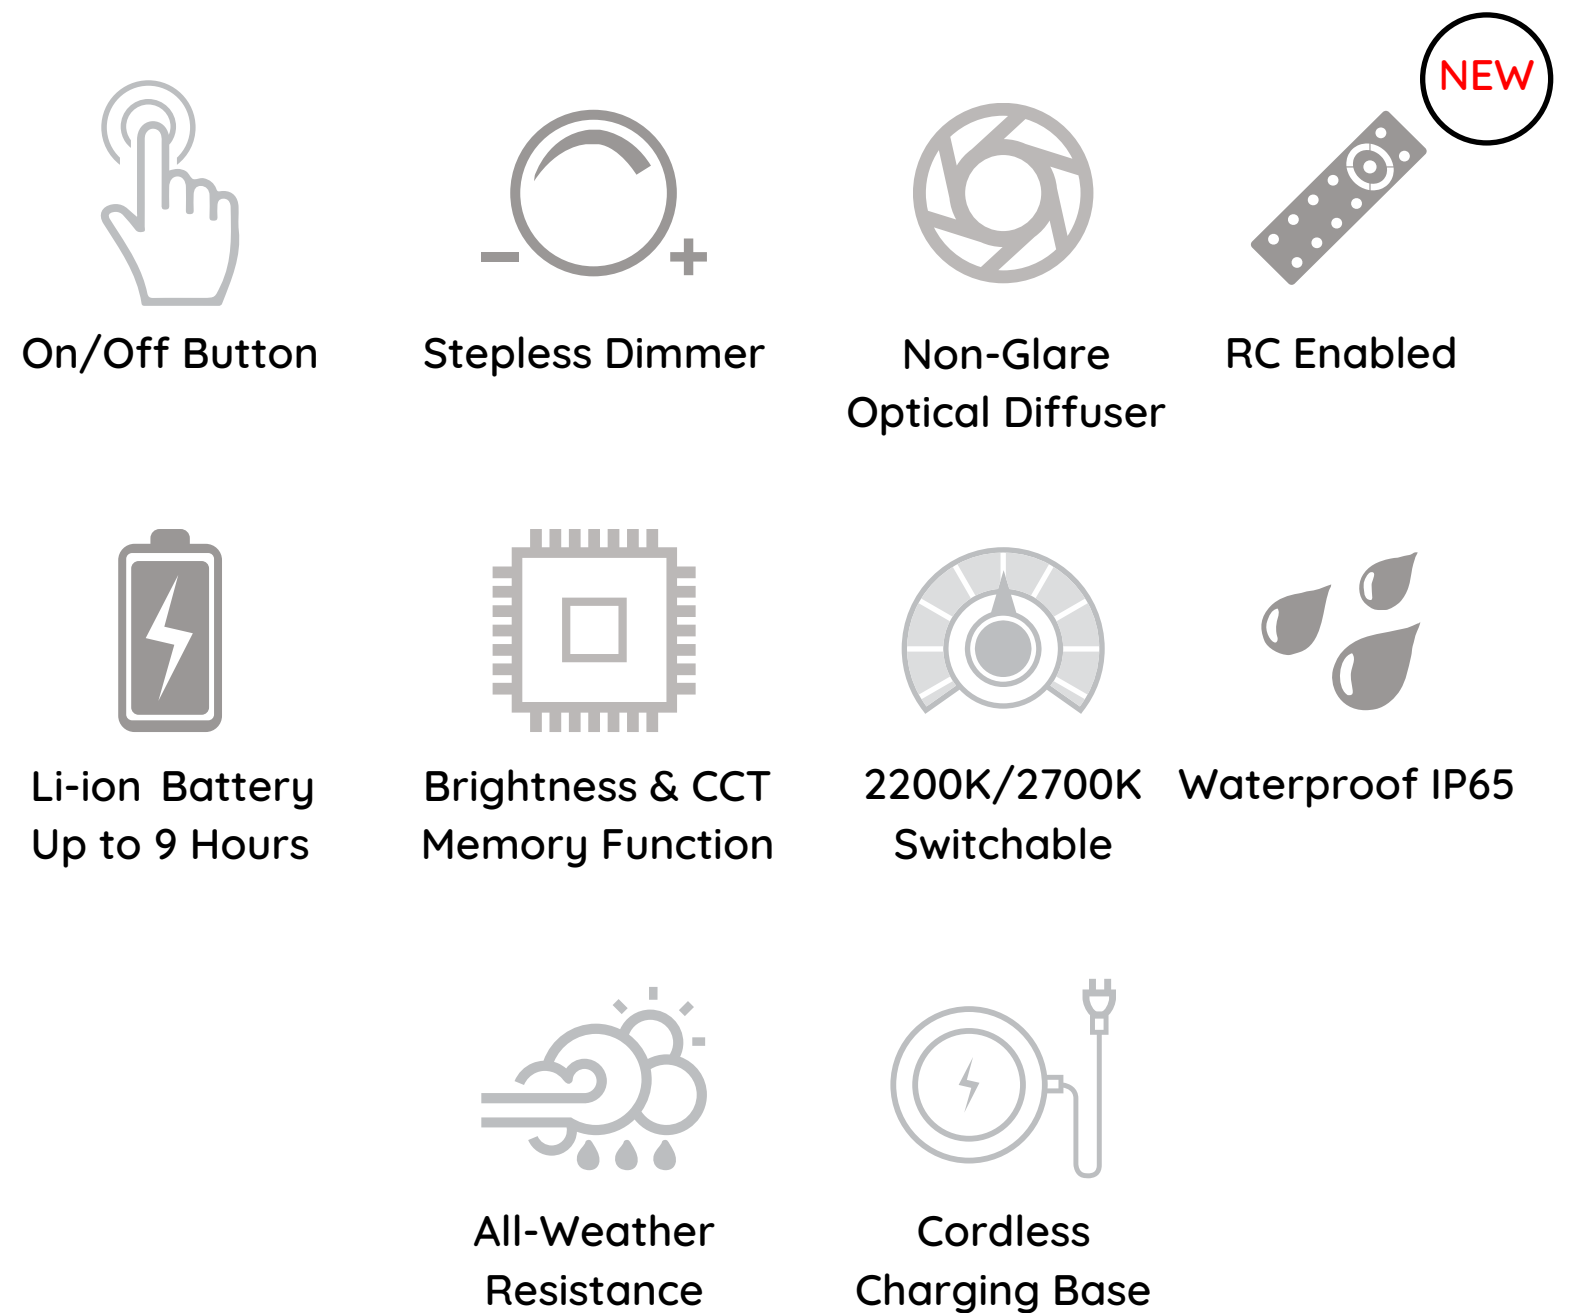 NEW
On/Off Button
Stepless Dimmer
Non-Glare
Optical Diffuser
RC Enabled
Li-ion Battery
Up to 9 Hours
Brightness & CCT
Memory Function
2200K/2700K
Switchable
Waterproof IP65
All-Weather
Resistance
Cordless
Charging Base